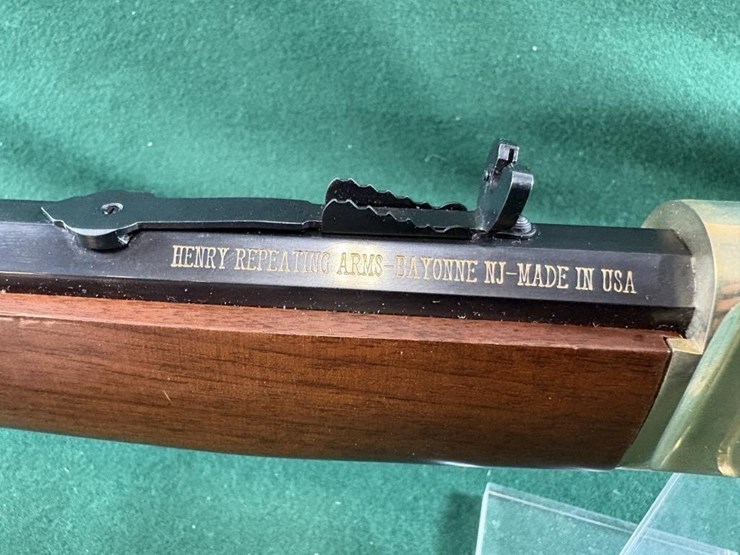 HENRY REPEATING ARMS-BAYONNE NJ-MADE IN USA